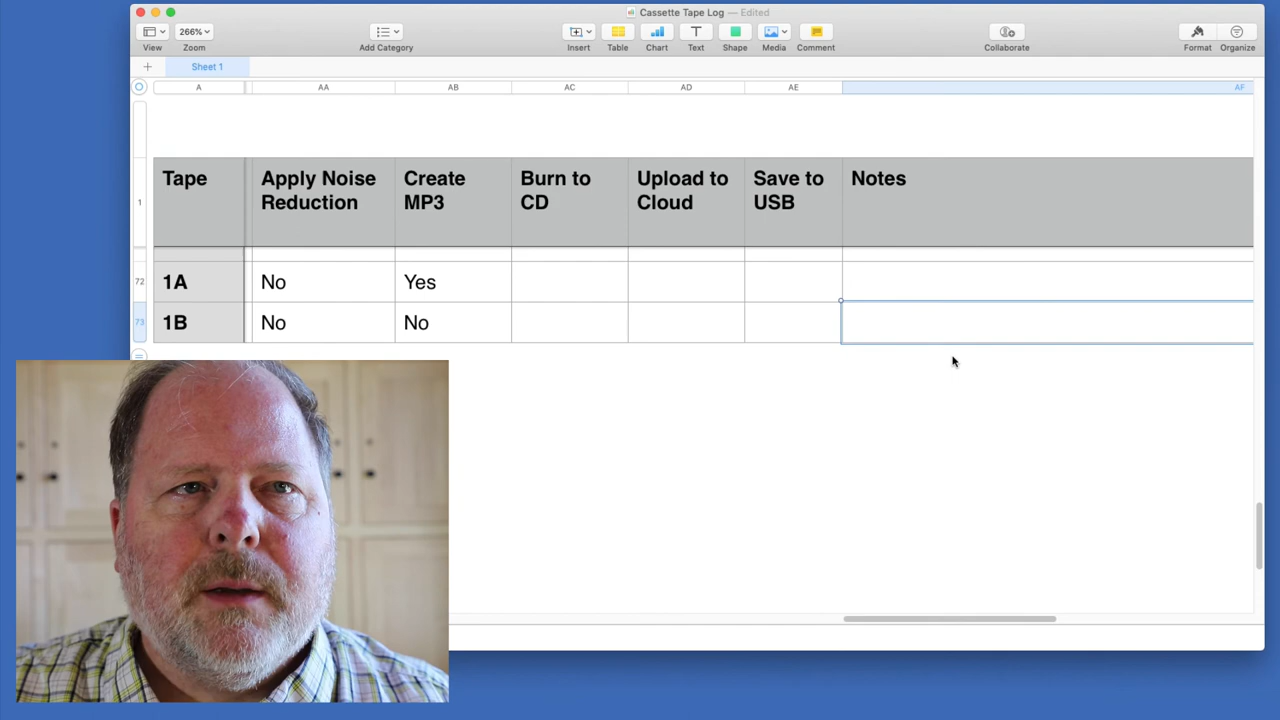 Cassette Tape Log — Edited
266%
View Zoom Add Category Insert Table Chart Text Shape Media Comment Collaborate Format Organize
Sheet 1
A AA AB AC AD AE AF
Tape Apply Noise Create Burn to Upload to Save to Notes
Reduction MP3 CD Cloud USB
1
72 1A No Yes
73 1B No No